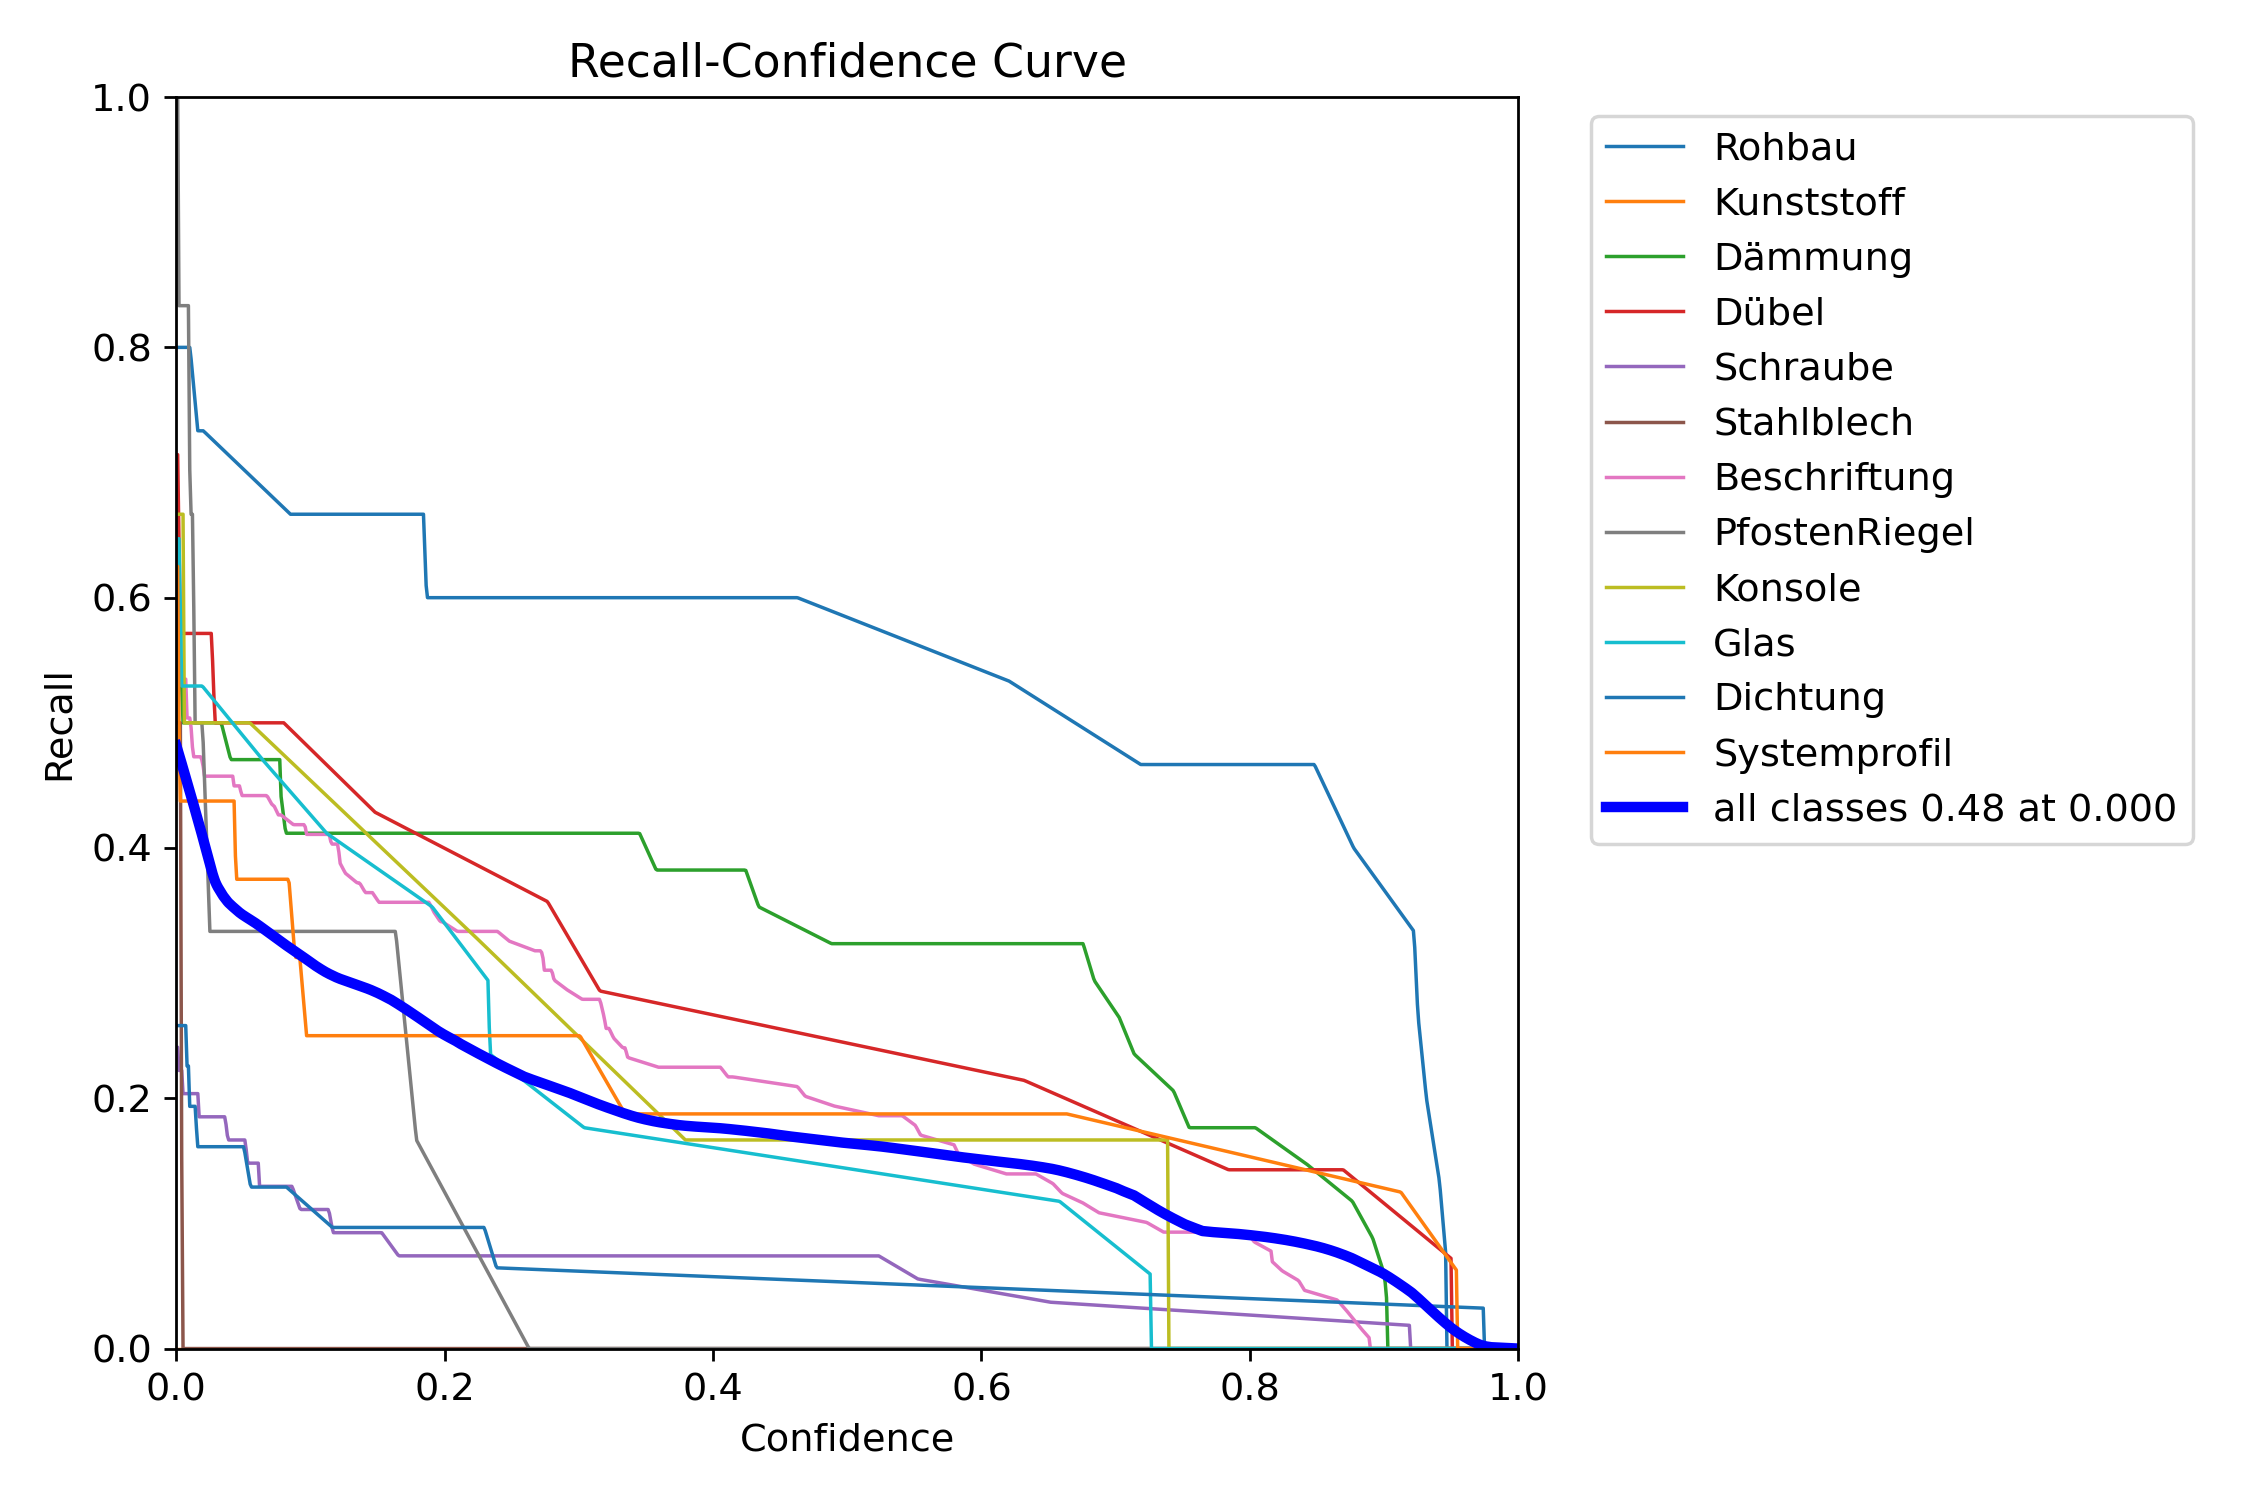 Recall-Confidence Curve
1.0
0.8
0.6
0.4
0.2
0.0
Recall
0.0 0.2 0.4 0.6 0.8 1.0
Confidence
Rohbau
Kunststoff
Dämmung
Dübel
Schraube
Stahlblech
Beschriftung
PfostenRiegel
Konsole
Glas
Dichtung
Systemprofil
all classes 0.48 at 0.000